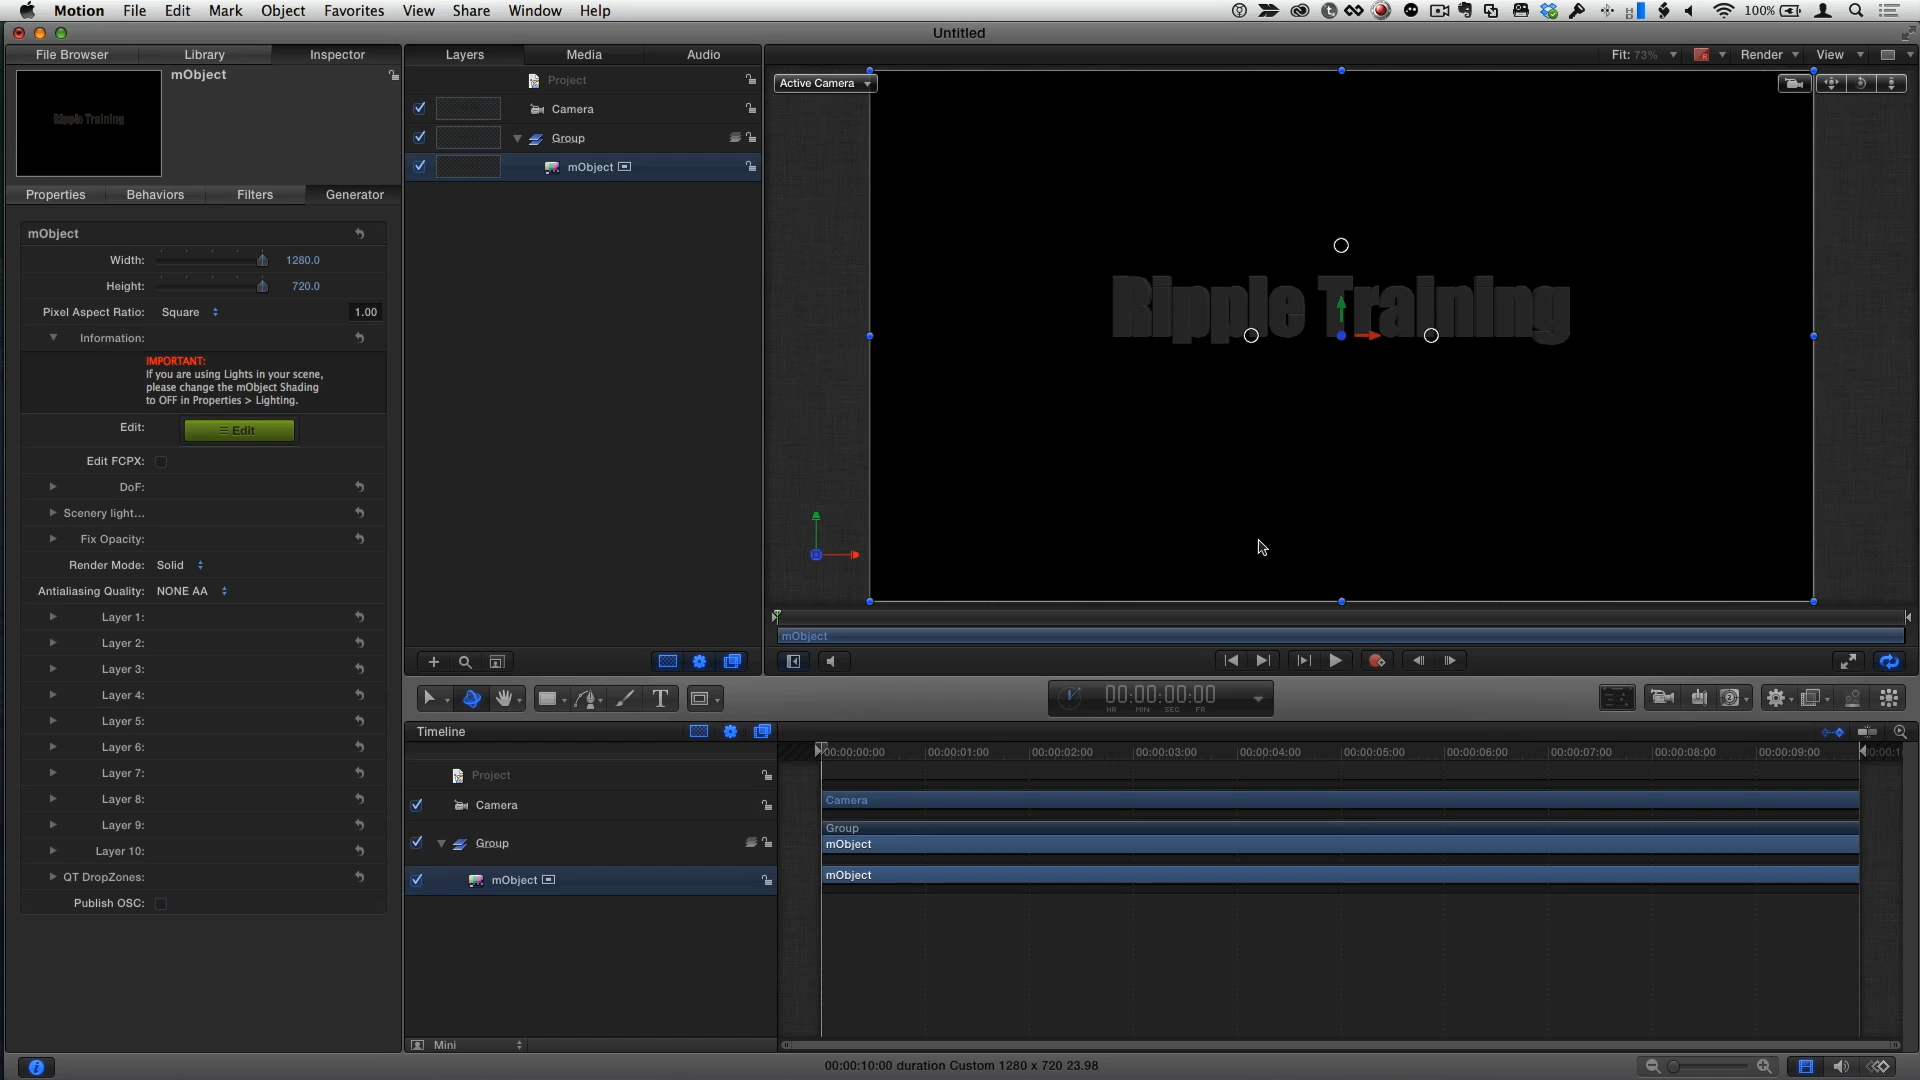 Motion File Edit Mark Object Favorites View Share Window Help
100%
Untitled
File Browser Library Inspector
Layers Media Audio
Fit: 73% Render View
mObject
Ripple Training
Project
Camera
Group
mObject
Active Camera
Ripple Training
Properties Behaviors Filters Generator
mObject
Width: 1280.0
Height: 720.0
Pixel Aspect Ratio: Square 1.00
Information:
IMPORTANT:
If you are using Lights in your scene,
please change the mObject Shading
to OFF in Properties > Lighting.
Edit: Edit
Edit FCPX:
DoF:
Scenery light...
Fix Opacity:
Render Mode: Solid
Antialiasing Quality: NONE AA
Layer 1:
Layer 2:
Layer 3:
Layer 4:
Layer 5:
Layer 6:
Layer 7:
Layer 8:
Layer 9:
Layer 10:
QT DropZones:
Publish OSC:
mObject
T
00:00:00:00
HR MIN SEC FR
Timeline
00:00:00:00 00:00:01:00 00:00:02:00 00:00:03:00 00:00:04:00 00:00:05:00 00:00:06:00 00:00:07:00 00:00:08:00 00:00:09:00
Project
Camera
Camera
Group
Group
mObject
mObject
mObject
Mini
00:00:10:00 duration Custom 1280 x 720 23.98